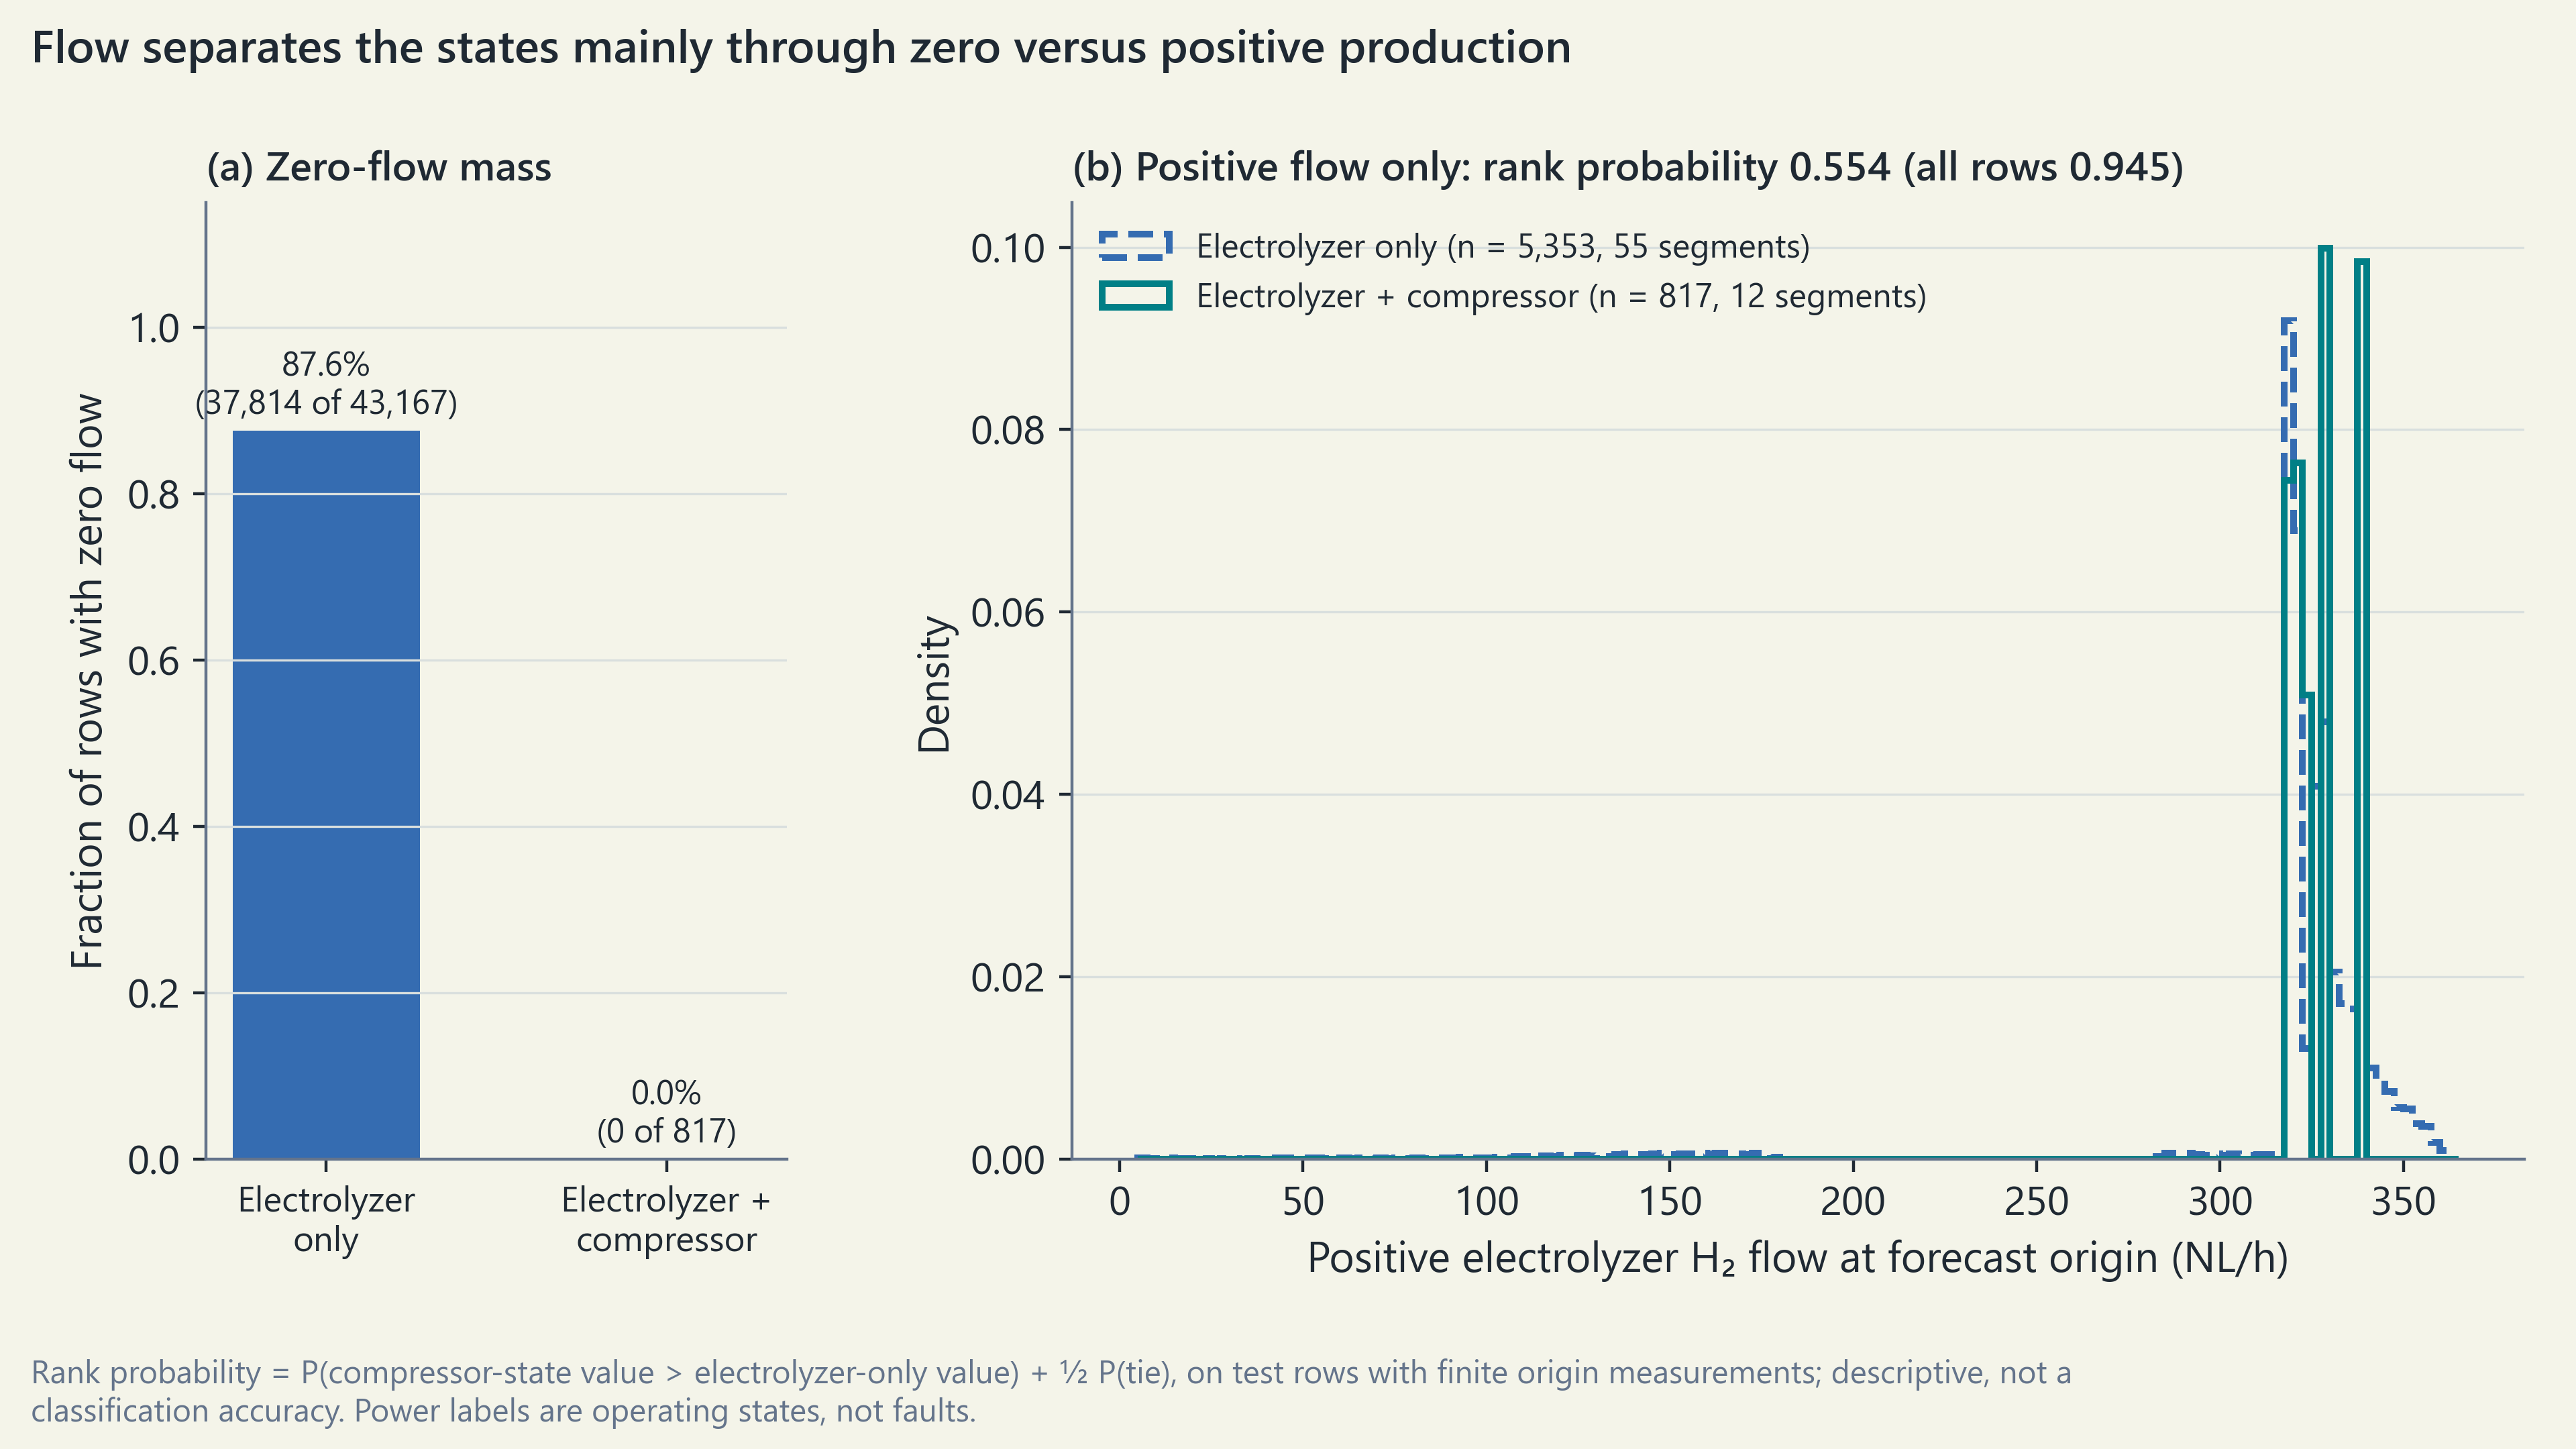 Flow separates the states mainly through zero versus positive production
(a) Zero-flow mass
Fraction of rows with zero flow
1.0
0.8
0.6
0.4
0.2
0.0
87.6%
(37,814 of 43,167)
0.0%
(0 of 817)
Electrolyzer
only
Electrolyzer +
compressor
(b) Positive flow only: rank probability 0.554 (all rows 0.945)
Electrolyzer only (n = 5,353, 55 segments)
Electrolyzer + compressor (n = 817, 12 segments)
Density
0.10
0.08
0.06
0.04
0.02
0.00
0 50 100 150 200 250 300 350
Positive electrolyzer H₂ flow at forecast origin (NL/h)
Rank probability = P(compressor-state value > electrolyzer-only value) + ½ P(tie), on test rows with finite origin measurements; descriptive, not a
classification accuracy. Power labels are operating states, not faults.